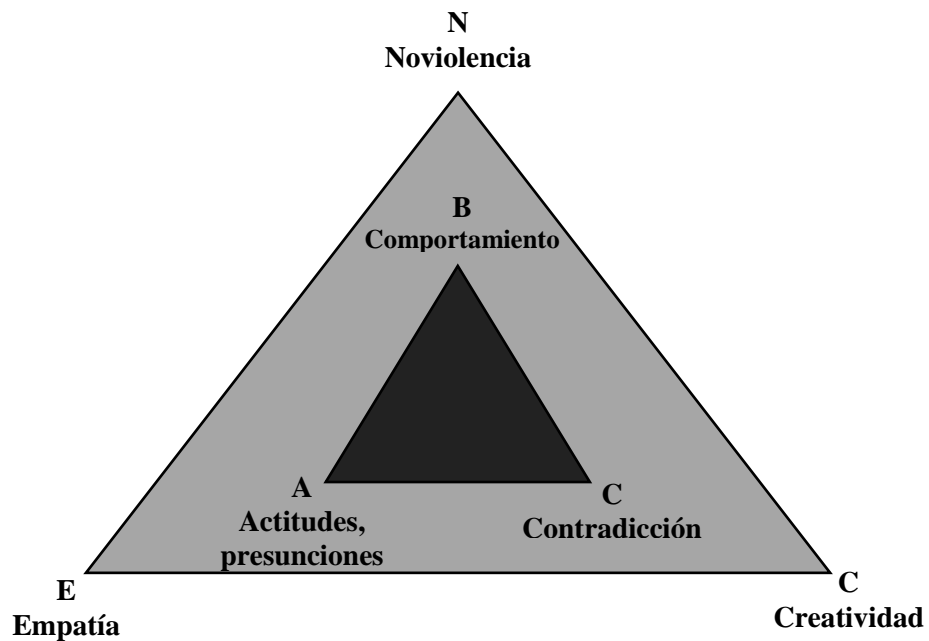 N
Noviolencia
B
Comportamiento
A
Actitudes,
presunciones
C
Contradicción
E
Empatía
C
Creatividad